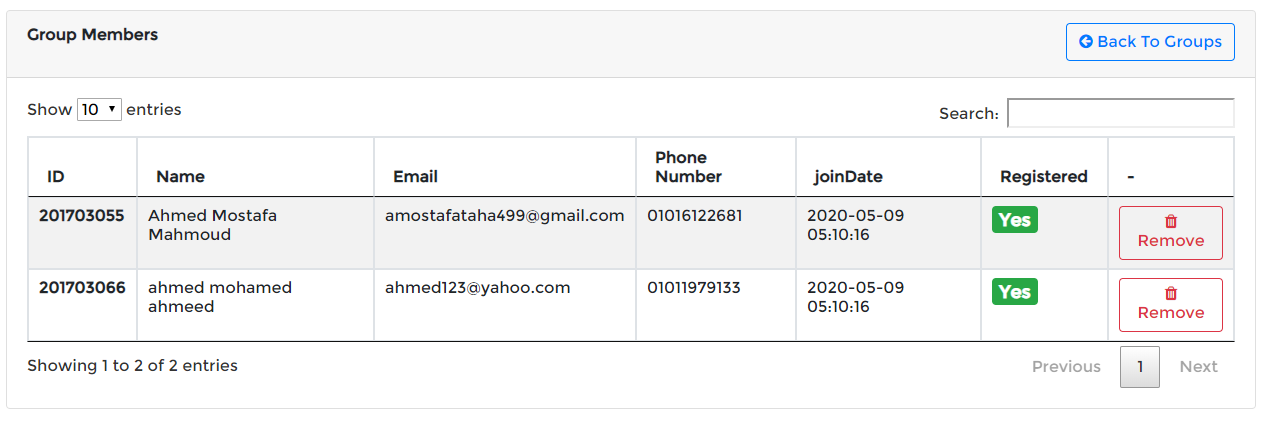 Group Members
Back To Groups
Show 10 entries
Search:
ID Name Email Phone Number joinDate Registered -
201703055 Ahmed Mostafa Mahmoud amostafataha499@gmail.com 01016122681 2020-05-09 05:10:16 Yes Remove
201703066 ahmed mohamed ahmeed ahmed123@yahoo.com 01011979133 2020-05-09 05:10:16 Yes Remove
Showing 1 to 2 of 2 entries
Previous 1 Next